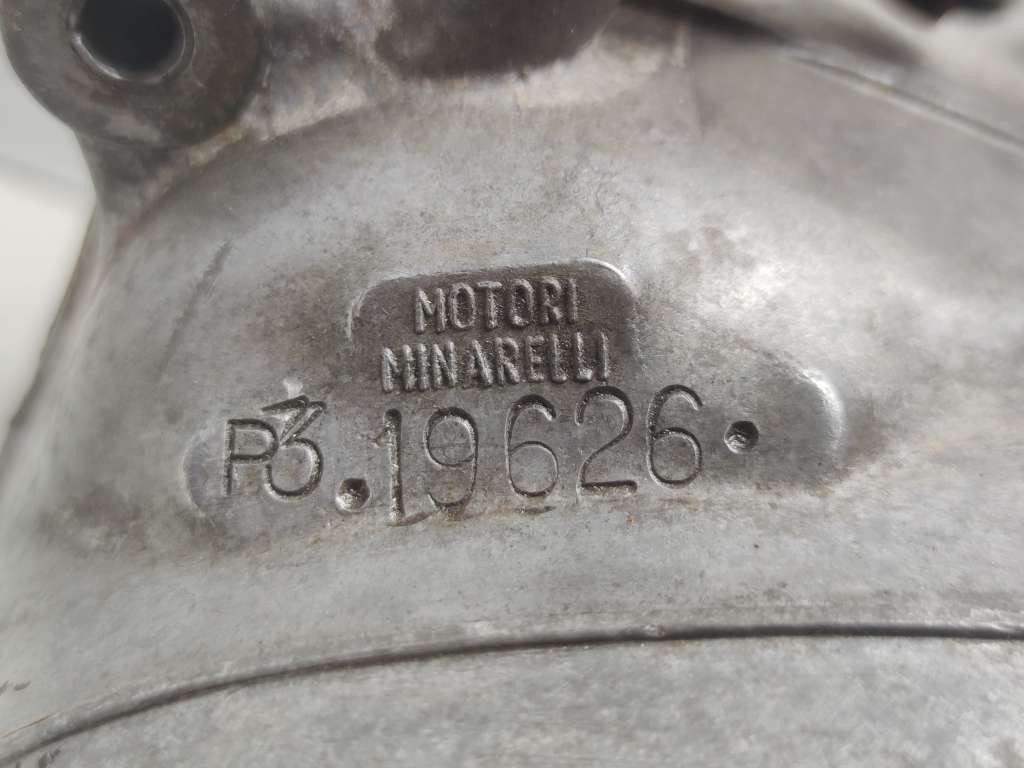 MOTORI
MINARELLI
P3.19626.